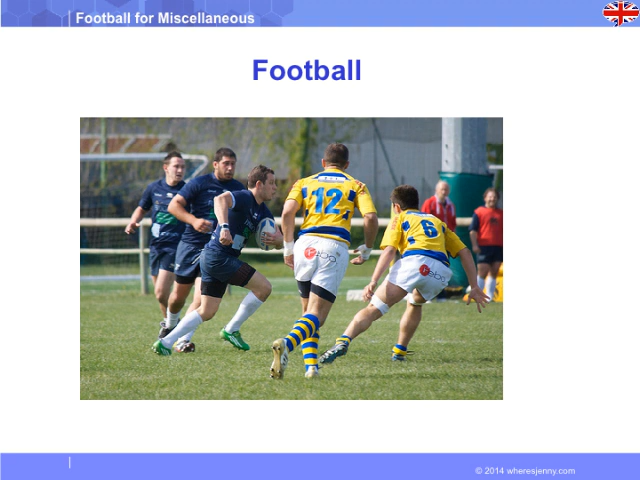 Football for Miscellaneous
Football
12
6
© 2014 wheresjenny.com